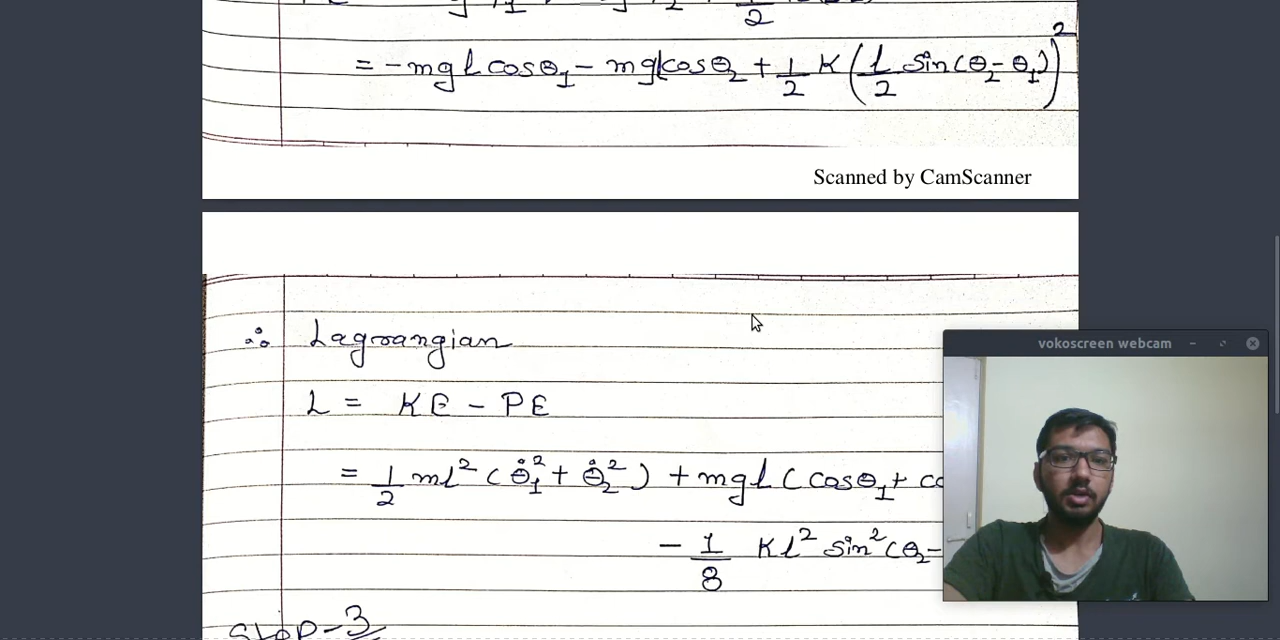 2
= -mgl cosθ₁ - mgl cosθ₂ + 1/2 K (l/2 sin(θ₂-θ₁))²
Scanned by CamScanner
∴ Lagrangian
L = KE - PE
= 1/2 ml² (θ̇₁² + θ̇₂²) + mgl (cosθ₁ +
- 1/8 Kl² sin² (θ₂-
vokoscreen webcam
Step-3